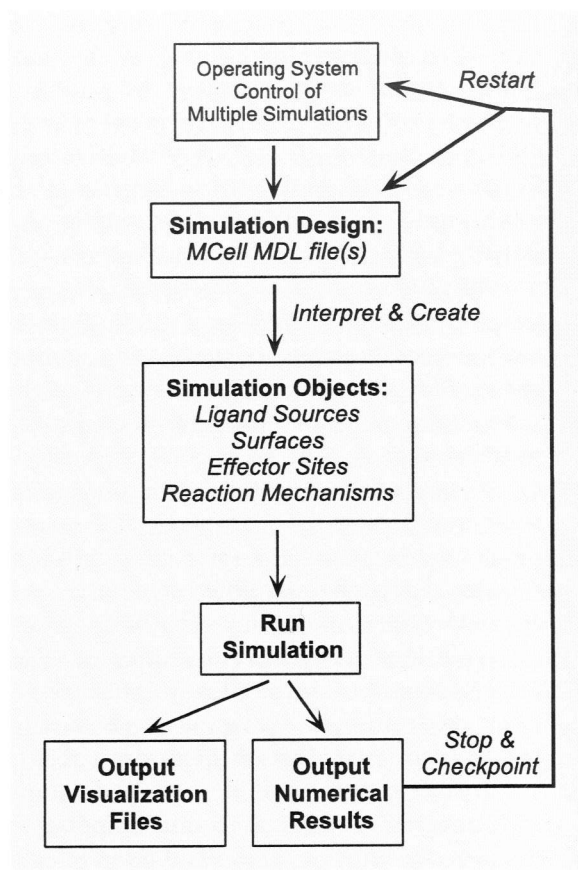 Operating System
Control of
Multiple Simulations
Restart
Simulation Design:
MCell MDL file(s)
Interpret & Create
Simulation Objects:
Ligand Sources
Surfaces
Effector Sites
Reaction Mechanisms
Run
Simulation
Output
Visualization
Files
Output
Numerical
Results
Stop &
Checkpoint